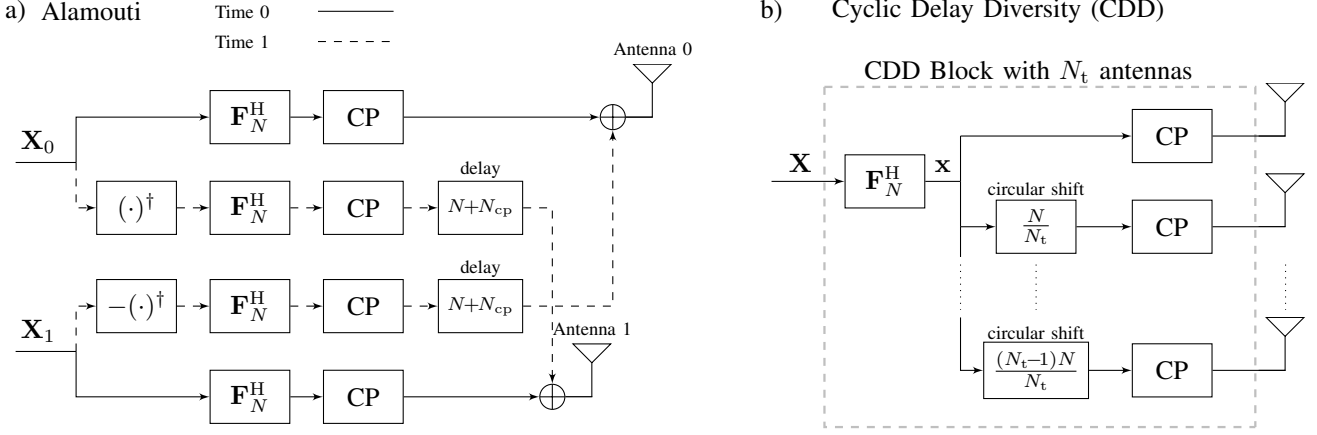 a) Alamouti
Time 0
Time 1
Antenna 0
X₀
F_N^H
CP
delay
(·)†
F_N^H
CP
N+N_cp
delay
−(·)†
F_N^H
CP
N+N_cp
X₁
Antenna 1
F_N^H
CP
b) Cyclic Delay Diversity (CDD)
CDD Block with N_t antennas
CP
X
F_N^H
x
circular shift
N/N_t
CP
circular shift
(N_t−1)N/N_t
CP